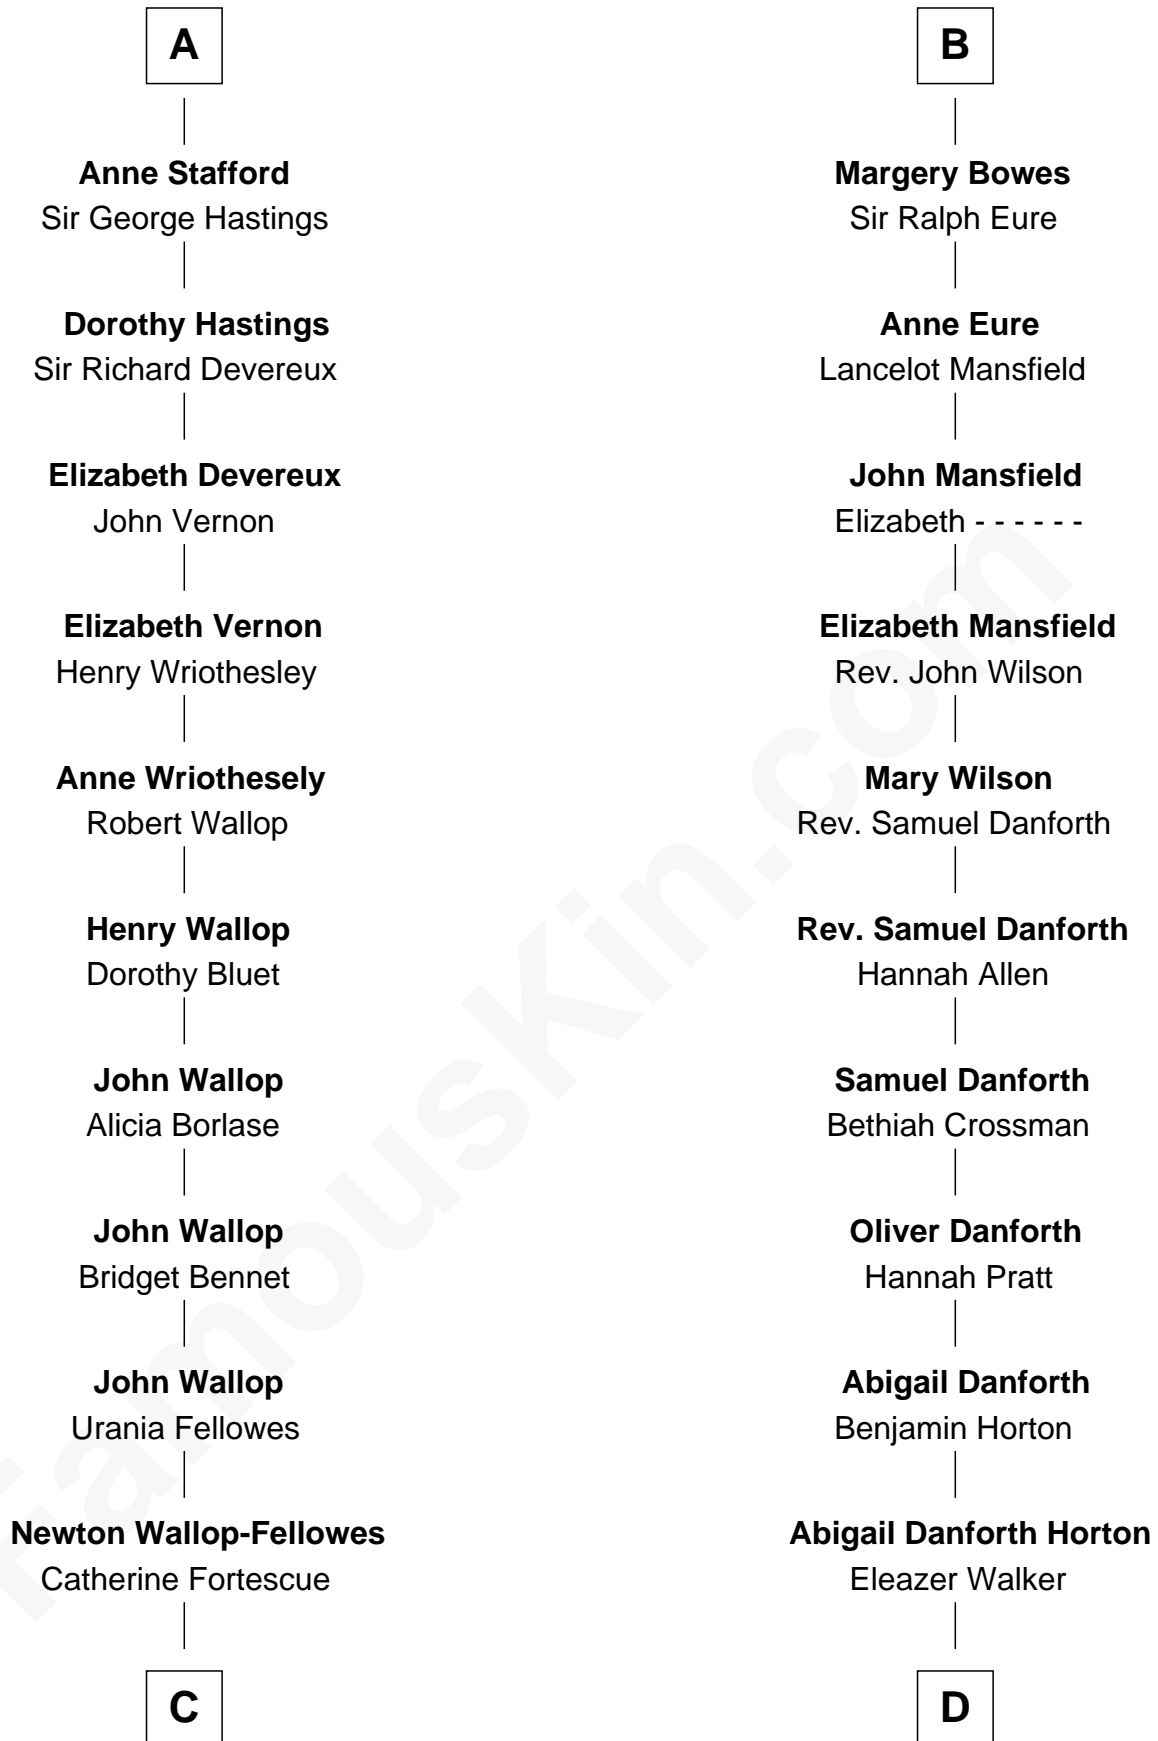 A
Anne Stafford
Sir George Hastings
Dorothy Hastings
Sir Richard Devereux
Elizabeth Devereux
John Vernon
Elizabeth Vernon
Henry Wriothesley
Anne Wriothesely
Robert Wallop
Henry Wallop
Dorothy Bluet
John Wallop
Alicia Borlase
John Wallop
Bridget Bennet
John Wallop
Urania Fellowes
Newton Wallop-Fellowes
Catherine Fortescue
C
B
Margery Bowes
Sir Ralph Eure
Anne Eure
Lancelot Mansfield
John Mansfield
Elizabeth - - - - - -
Elizabeth Mansfield
Rev. John Wilson
Mary Wilson
Rev. Samuel Danforth
Rev. Samuel Danforth
Hannah Allen
Samuel Danforth
Bethiah Crossman
Oliver Danforth
Hannah Pratt
Abigail Danforth
Benjamin Horton
Abigail Danforth Horton
Eleazer Walker
D
FamousKin.com